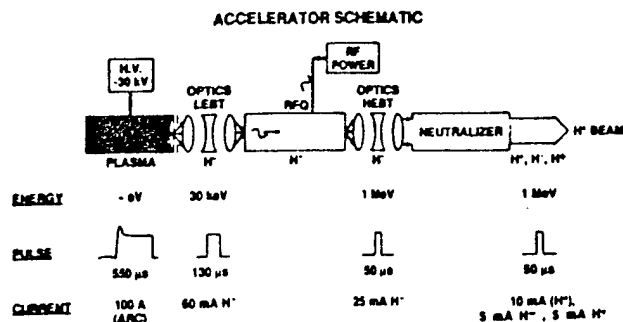 ACCELERATOR SCHEMATIC
H.V.
-30 kV
OPTICS
LEBT
RF
POWER
RFQ
OPTICS
HEBT
NEUTRALIZER
H° BEAM
PLASMA
H⁻
H⁻
H⁻
H°, H⁻, H⁺
ENERGY
~ eV
30 keV
1 MeV
1 MeV
PULSE
550 µs
130 µs
50 µs
50 µs
CURRENT
100 A
(ARC)
60 mA H⁻
25 mA H⁻
10 mA (H°),
5 mA H⁻, 5 mA H⁺